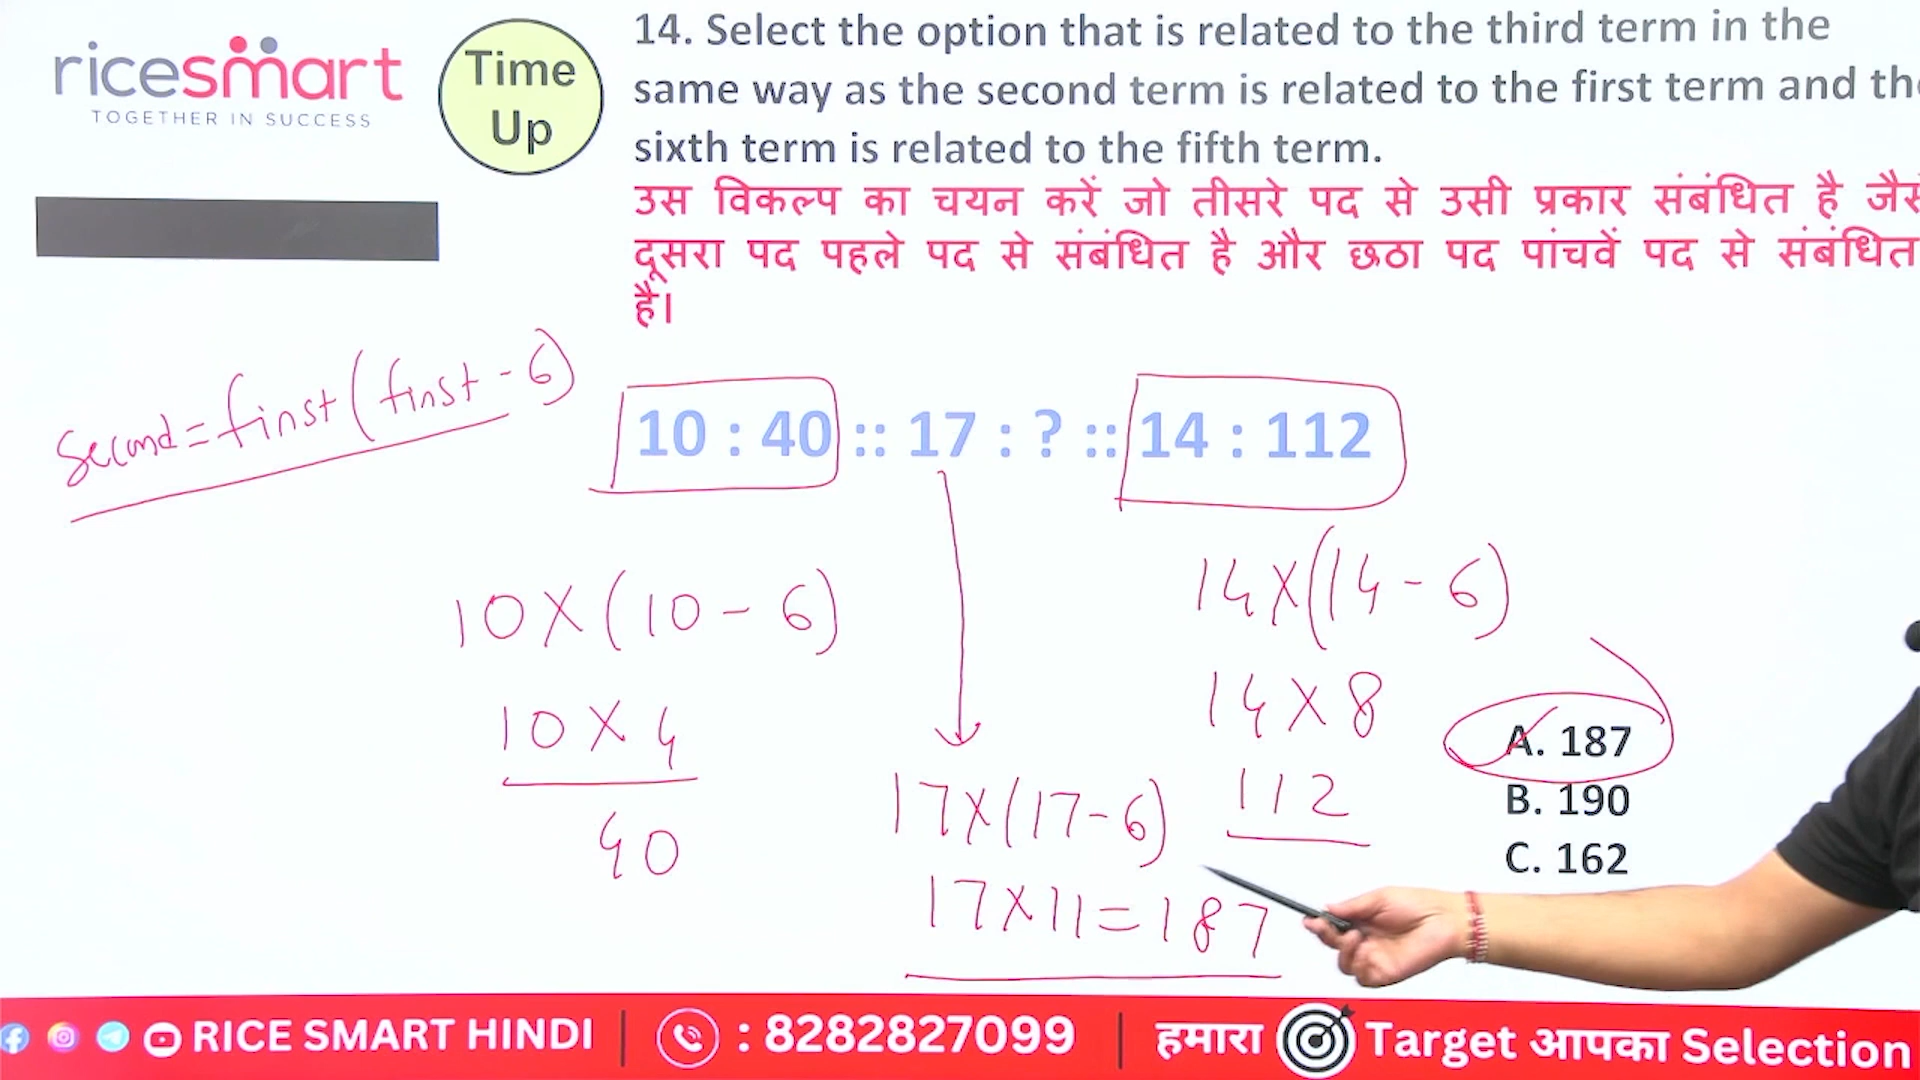 ricesmart
TOGETHER IN SUCCESS
Time
Up
14. Select the option that is related to the third term in the
same way as the second term is related to the first term and the
sixth term is related to the fifth term.
उस विकल्प का चयन करें जो तीसरे पद से उसी प्रकार संबंधित है जैसे
दूसरा पद पहले पद से संबंधित है और छठा पद पांचवें पद से संबंधित
है।
Second = first (first - 6)
10 : 40 :: 17 : ? :: 14 : 112
10 X (10 - 6)
10 X 4
40
14 X (14 - 6)
14 X 8
112
17 X (17 - 6)
17 X 11 = 187
A. 187
B. 190
C. 162
RICE SMART HINDI
: 8282827099
हमारा Target आपका Selection